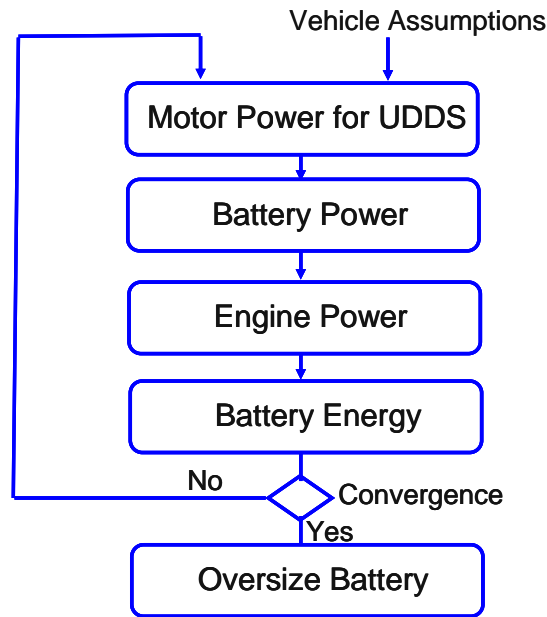 Vehicle Assumptions
Motor Power for UDDS
Battery Power
Engine Power
Battery Energy
No
Convergence
Yes
Oversize Battery